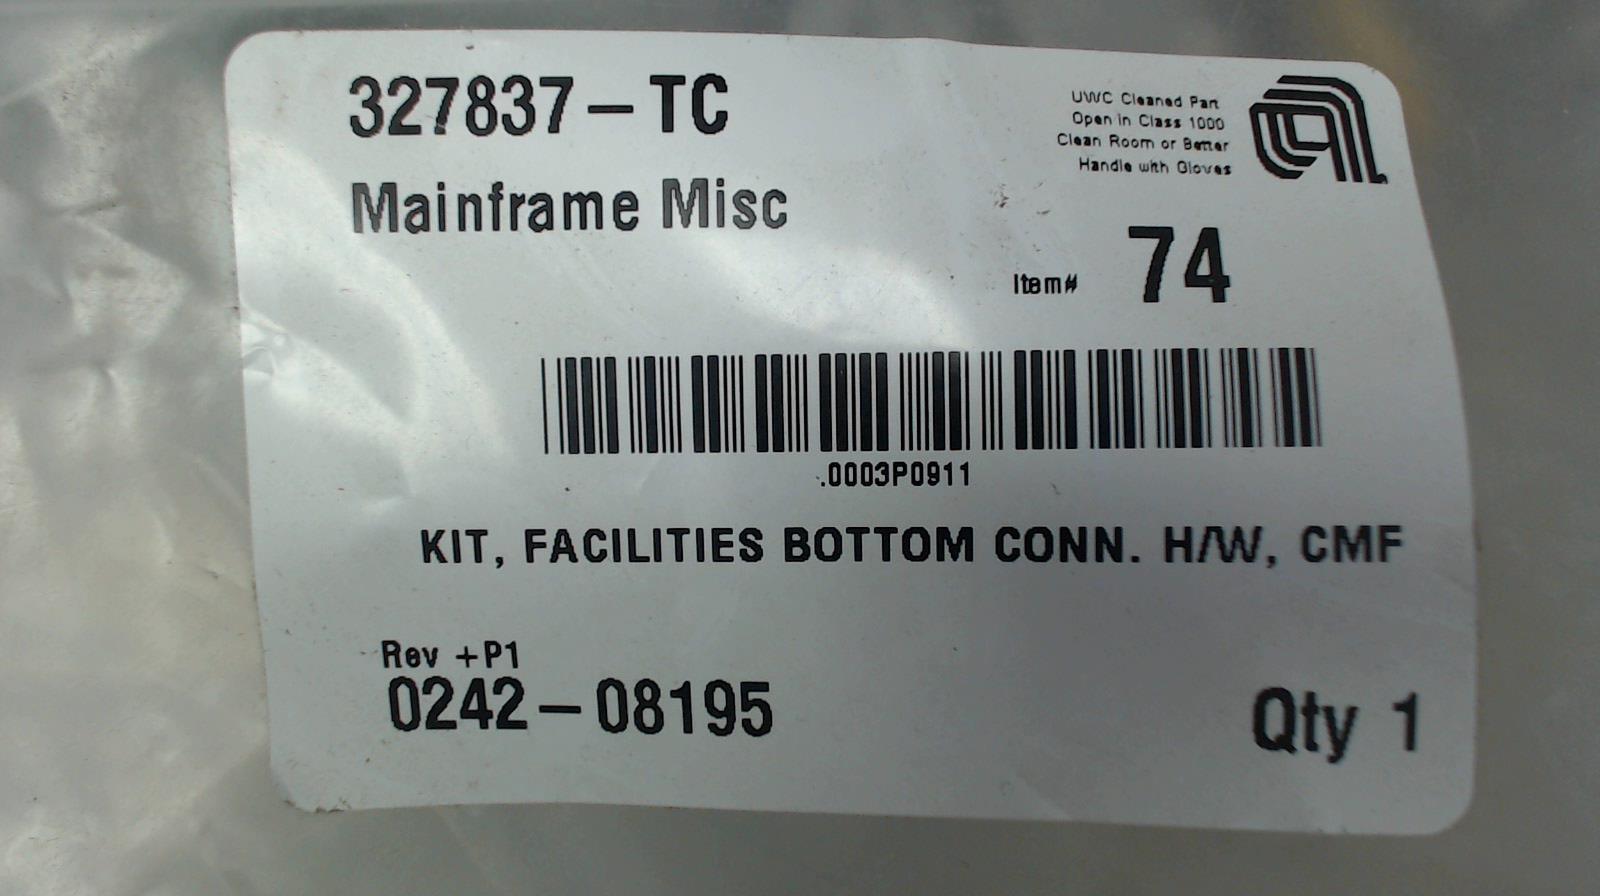 327837-TC
UWC Cleaned Part
Open in Class 1000
Clean Room or Better
Handle with Gloves
Mainframe Misc
Item# 74
.0003P0911
KIT, FACILITIES BOTTOM CONN. H/W, CMF
Rev +P1
0242-08195
Qty 1